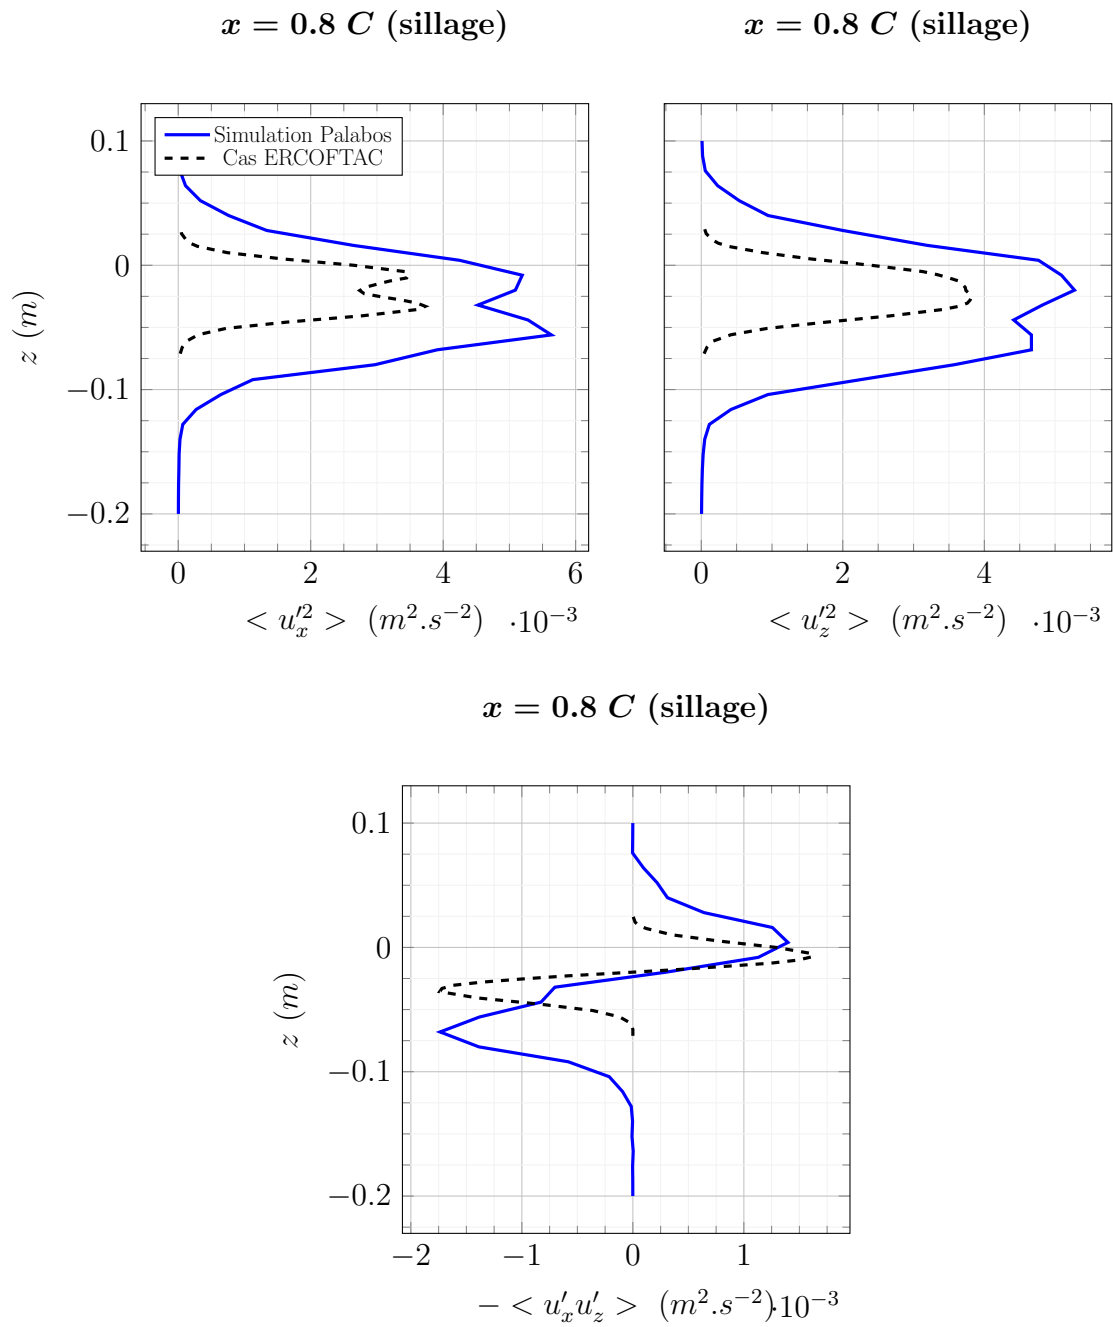 x = 0.8 C (sillage)
x = 0.8 C (sillage)
Simulation Palabos
Cas ERCOFTAC
0.1
0
−0.1
−0.2
z (m)
0 2 4 6
0 2 4
< u′²ₓ > (m².s⁻²) ·10⁻³
< u′²_z > (m².s⁻²) ·10⁻³
x = 0.8 C (sillage)
0.1
0
−0.1
−0.2
z (m)
−2 −1 0 1
− < u′ₓu′_z > (m².s⁻²)·10⁻³